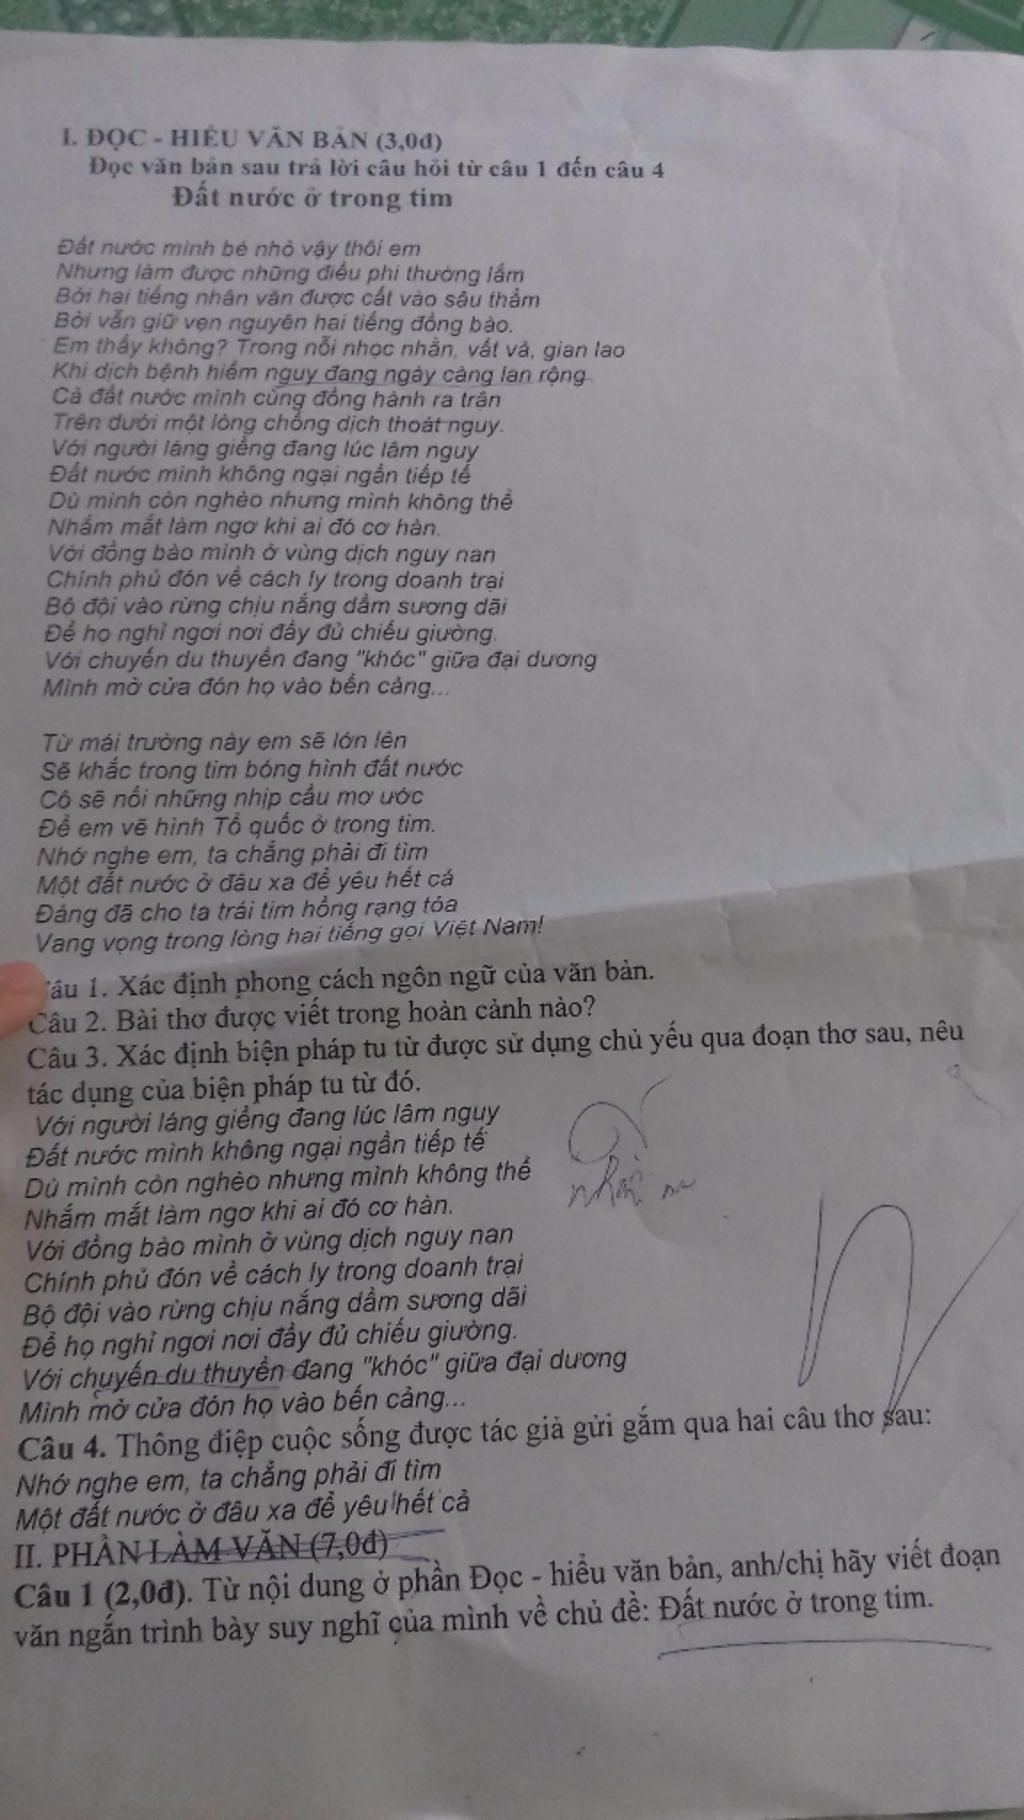 I. ĐỌC - HIỂU VĂN BẢN (3,0đ)
Đọc văn bản sau trả lời câu hỏi từ câu 1 đến câu 4
Đất nước ở trong tim
Đất nước mình bé nhỏ vậy thôi em
Nhưng làm được những điều phi thường lắm
Bởi hai tiếng nhân văn được cất vào sâu thẳm
Bởi vẫn giữ vẹn nguyên hai tiếng đồng bào.
Em thấy không? Trong nỗi nhọc nhằn, vất vả, gian lao
Khi dịch bệnh hiểm nguy đang ngày càng lan rộng
Cả đất nước mình cùng đồng hành ra trận
Trên dưới một lòng chống dịch thoát nguy.
Với người láng giềng đang lúc lâm nguy
Đất nước mình không ngại ngần tiếp tế
Dù mình còn nghèo nhưng mình không thể
Nhắm mắt làm ngơ khi ai đó cơ hàn.
Với đồng bào mình ở vùng dịch nguy nan
Chính phủ đón về cách ly trong doanh trại
Bộ đội vào rừng chịu nắng dầm sương dãi
Để họ nghỉ ngơi nơi đầy đủ chiếu giường.
Với chuyến du thuyền đang "khóc" giữa đại dương
Mình mở cửa đón họ vào bến cảng...
Từ mái trường này em sẽ lớn lên
Sẽ khắc trong tim bóng hình đất nước
Cô sẽ nối những nhịp cầu mơ ước
Để em vẽ hình Tổ quốc ở trong tim.
Nhớ nghe em, ta chẳng phải đi tìm
Một đất nước ở đâu xa để yêu hết cả
Đảng đã cho ta trái tim hồng rạng tỏa
Vang vọng trong lòng hai tiếng gọi Việt Nam!
âu 1. Xác định phong cách ngôn ngữ của văn bản.
Câu 2. Bài thơ được viết trong hoàn cảnh nào?
Câu 3. Xác định biện pháp tu từ được sử dụng chủ yếu qua đoạn thơ sau, nêu
tác dụng của biện pháp tu từ đó.
Với người láng giềng đang lúc lâm nguy
Đất nước mình không ngại ngần tiếp tế
Dù mình còn nghèo nhưng mình không thể
Nhắm mắt làm ngơ khi ai đó cơ hàn.
Với đồng bào mình ở vùng dịch nguy nan
Chính phủ đón về cách ly trong doanh trại
Bộ đội vào rừng chịu nắng dầm sương dãi
Để họ nghỉ ngơi nơi đầy đủ chiếu giường.
Với chuyến du thuyền đang "khóc" giữa đại dương
Mình mở cửa đón họ vào bến cảng...
Câu 4. Thông điệp cuộc sống được tác giả gửi gắm qua hai câu thơ sau:
Nhớ nghe em, ta chẳng phải đi tìm
Một đất nước ở đâu xa để yêu hết cả
II. PHẦN LÀM VĂN (7,0đ)
Câu 1 (2,0đ). Từ nội dung ở phần Đọc - hiểu văn bản, anh/chị hãy viết đoạn
văn ngắn trình bày suy nghĩ của mình về chủ đề: Đất nước ở trong tim.